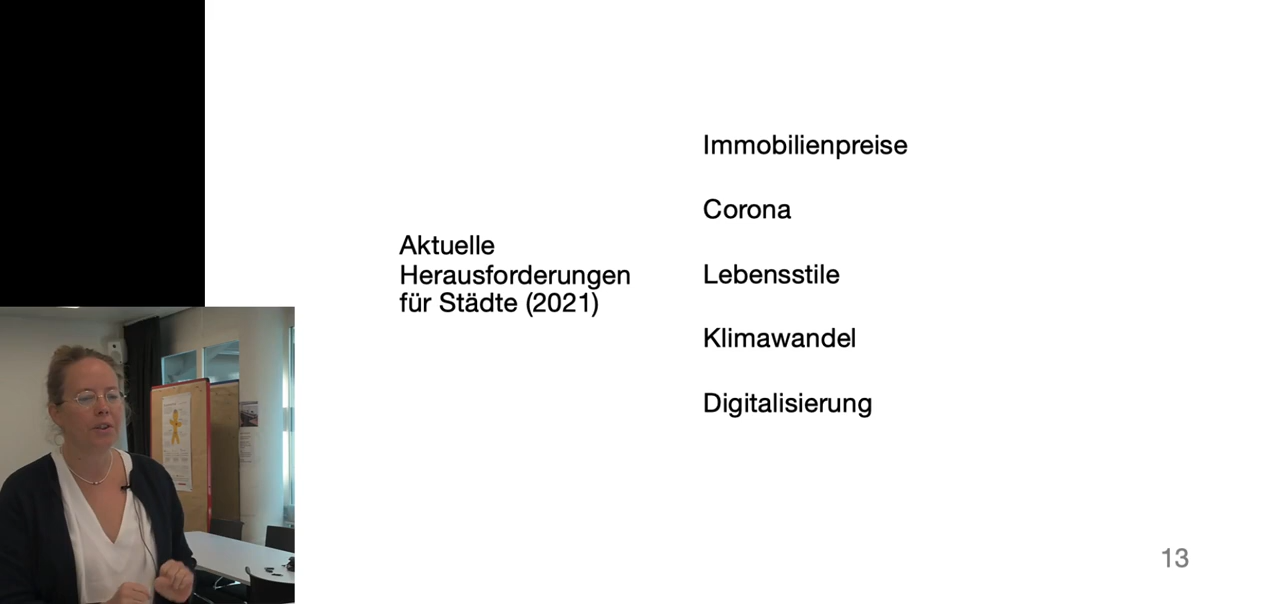 Aktuelle
Herausforderungen
für Städte (2021)
Immobilienpreise
Corona
Lebensstile
Klimawandel
Digitalisierung
13